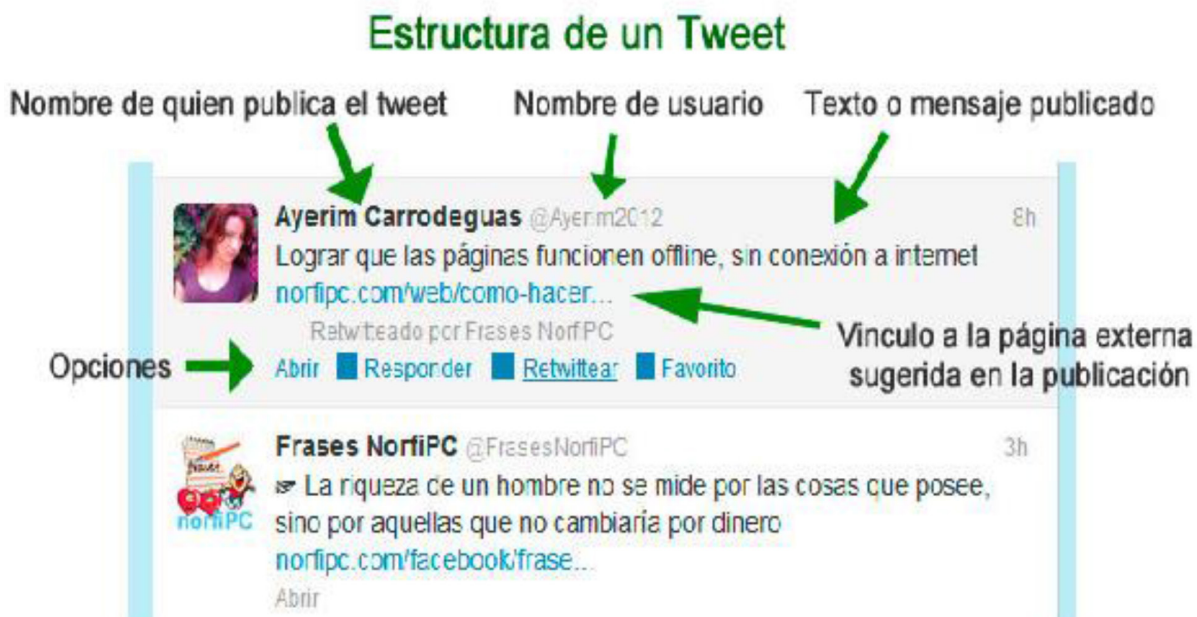 Estructura de un Tweet
Nombre de quien publica el tweet Nombre de usuario Texto o mensaje publicado
Ayerim Carrodeguas @Ayerim2012 8h
Lograr que las páginas funcionen offline, sin conexión a internet
norfipc.com/web/como-hacer...
Retwitteado por Frases NorfiPC
Vinculo a la página externa
sugerida en la publicación
Opciones
Abrir Responder Retwittear Favorito
Frases NorfiPC @FrasesNorfiPC 3h
☞ La riqueza de un hombre no se mide por las cosas que posee,
sino por aquellas que no cambiaría por dinero
norfipc.com/facebook/frase...
Abrir
norfiPC